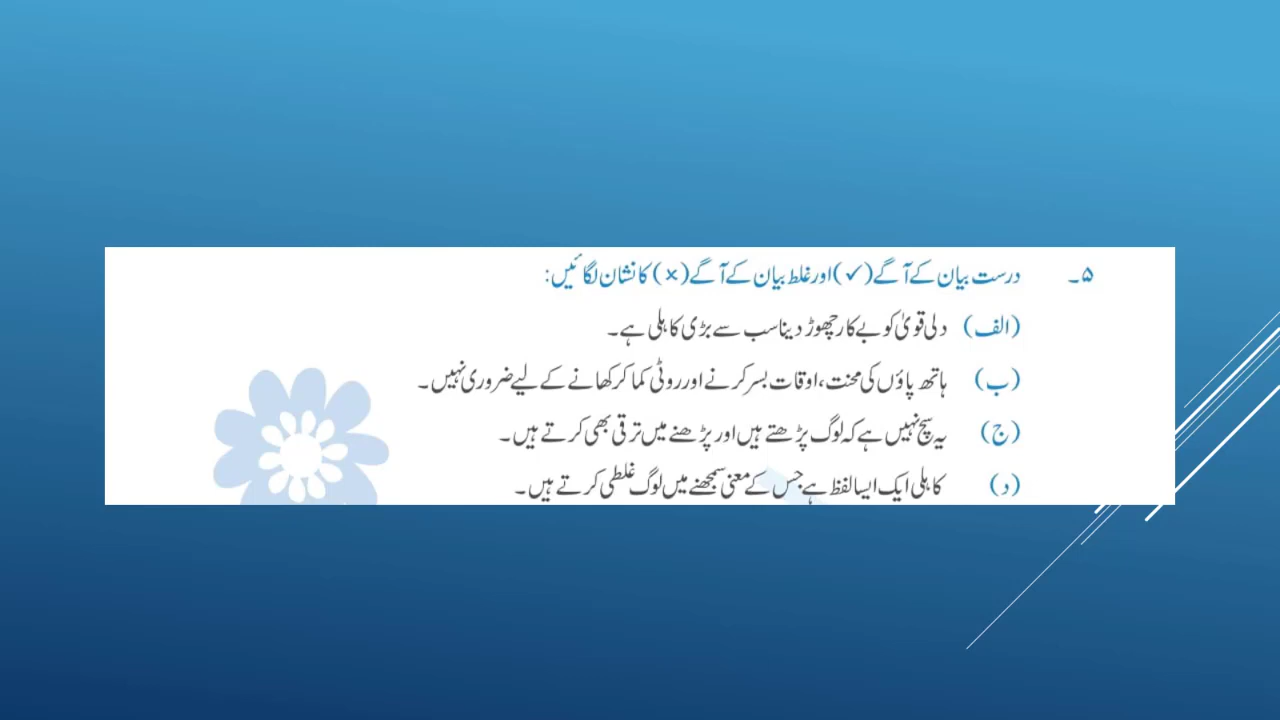 ۵۔ درست بیان کے آگے (✓) اور غلط بیان کے آگے (×) کا نشان لگائیں:
(الف) دلی قویٰ کو بے کار چھوڑ دینا سب سے بڑی کاہلی ہے۔
(ب) ہاتھ پاؤں کی محنت، اوقات بسر کرنے اور روٹی کما کر کھانے کے لیے ضروری نہیں۔
(ج) یہ سچ نہیں ہے کہ لوگ پڑھتے ہیں اور پڑھنے میں ترقی بھی کرتے ہیں۔
(د) کاہلی ایک ایسا لفظ ہے جس کے معنی سمجھنے میں لوگ غلطی کرتے ہیں۔